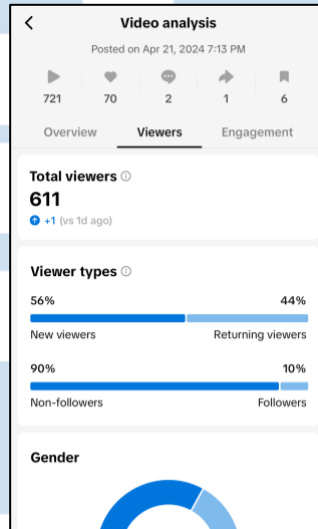 Video analysis
Posted on Apr 21, 2024 7:13 PM
721 70 2 1 6
Overview Viewers Engagement
Total viewers
611
+1 (vs 1d ago)
Viewer types
56% 44%
New viewers Returning viewers
90% 10%
Non-followers Followers
Gender